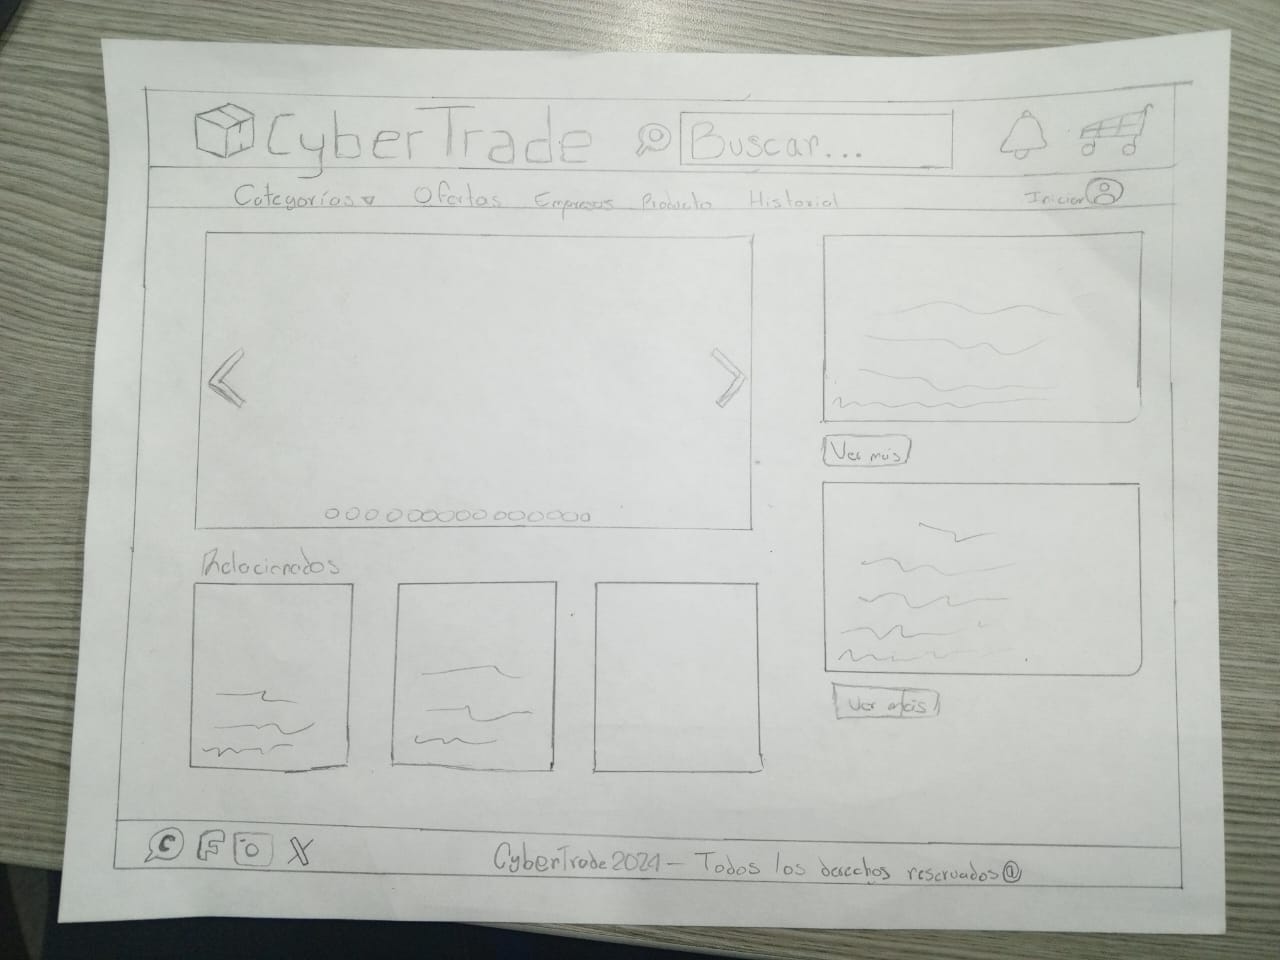 CyberTrade
Buscar...
Categorías Ofertas Empresas Producto Historial Iniciar
Relacionados
Ver más
Ver más
C F X
CyberTrade 2024 - Todos los derechos reservados@